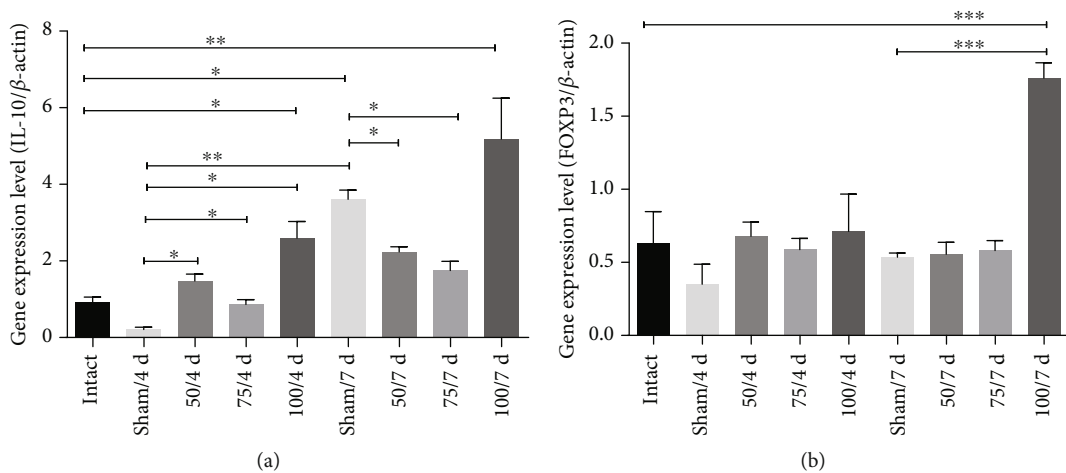 Gene expression level (IL-10/β-actin)
8
6
4
2
0
**
*
*
**
*
*
*
*
*
Intact
Sham/4 d
50/4 d
75/4 d
100/4 d
Sham/7 d
50/7 d
75/7 d
100/7 d
(a)
Gene expression level (FOXP3/β-actin)
2.0
1.5
1.0
0.5
0.0
***
***
Intact
Sham/4 d
50/4 d
75/4 d
100/4 d
Sham/7 d
50/7 d
75/7 d
100/7 d
(b)